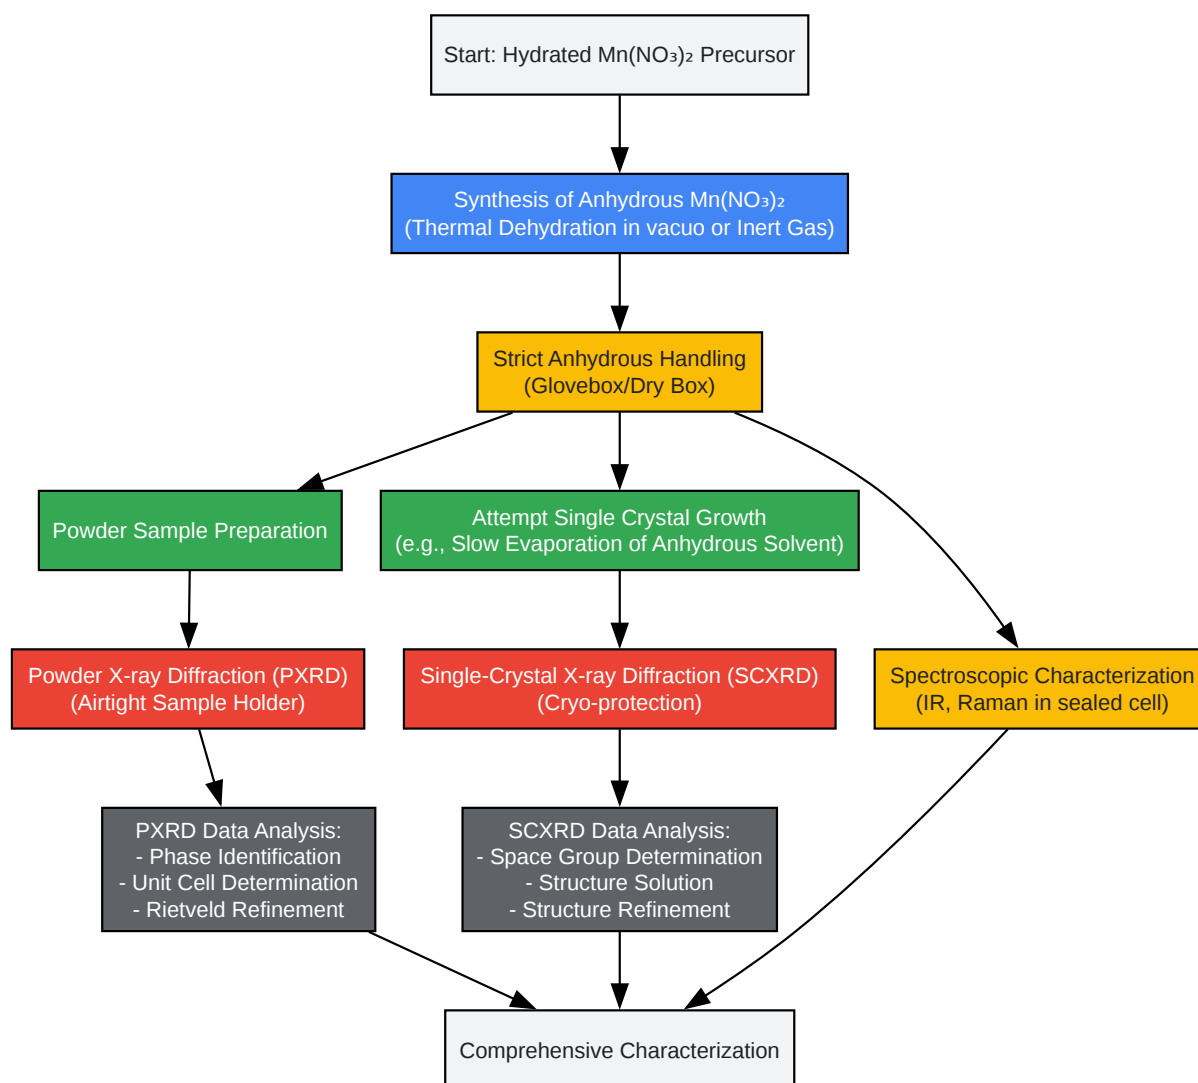 Start: Hydrated Mn(NO₃)₂ Precursor
Synthesis of Anhydrous Mn(NO₃)₂
(Thermal Dehydration in vacuo or Inert Gas)
Strict Anhydrous Handling
(Glovebox/Dry Box)
Powder Sample Preparation
Attempt Single Crystal Growth
(e.g., Slow Evaporation of Anhydrous Solvent)
Powder X-ray Diffraction (PXRD)
(Airtight Sample Holder)
Single-Crystal X-ray Diffraction (SCXRD)
(Cryo-protection)
Spectroscopic Characterization
(IR, Raman in sealed cell)
PXRD Data Analysis:
- Phase Identification
- Unit Cell Determination
- Rietveld Refinement
SCXRD Data Analysis:
- Space Group Determination
- Structure Solution
- Structure Refinement
Comprehensive Characterization